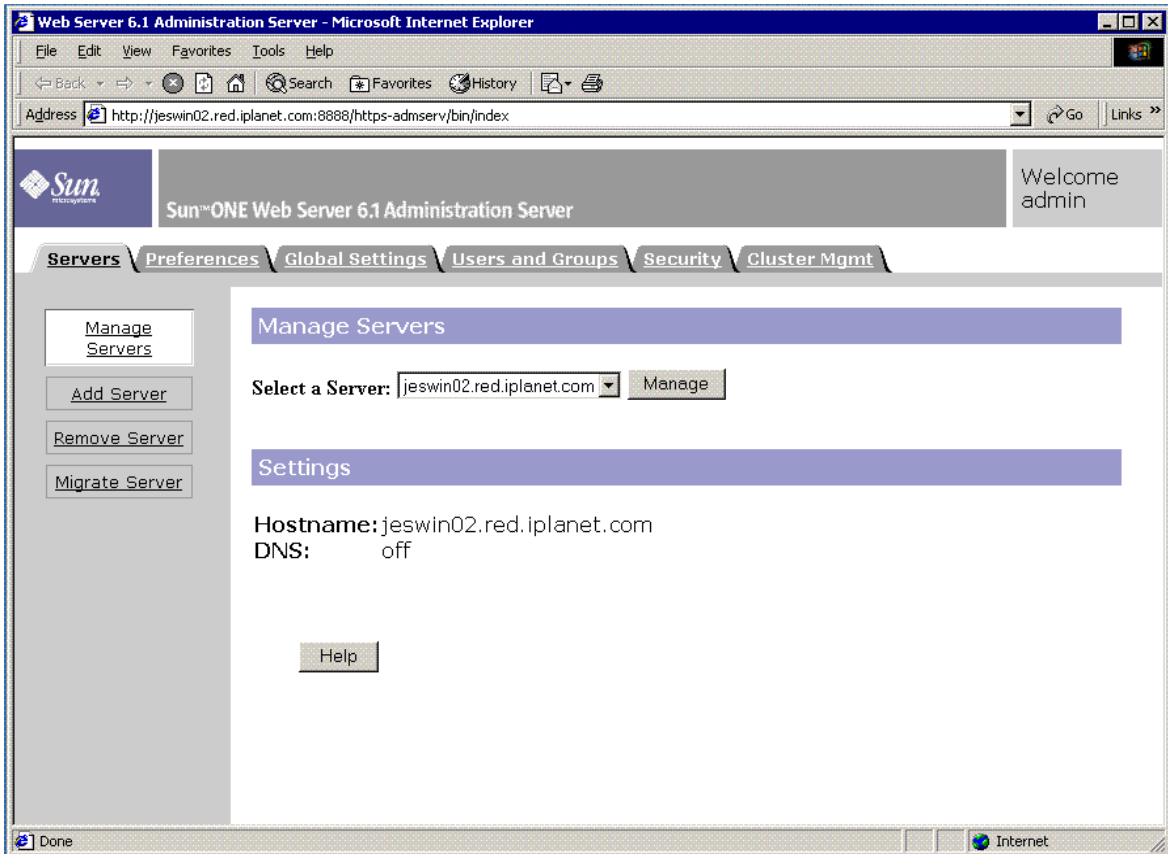 Web Server 6.1 Administration Server - Microsoft Internet Explorer
File Edit View Favorites Tools Help
Back Search Favorites History
Address http://jeswin02.red.iplanet.com:8888/https-admserv/bin/index Go Links »
Sun
microsystems
Sun™ONE Web Server 6.1 Administration Server
Welcome
admin
Servers Preferences Global Settings Users and Groups Security Cluster Mgmt
Manage
Servers
Add Server
Remove Server
Migrate Server
Manage Servers
Select a Server: jeswin02.red.iplanet.com Manage
Settings
Hostname: jeswin02.red.iplanet.com
DNS: off
Help
Done Internet